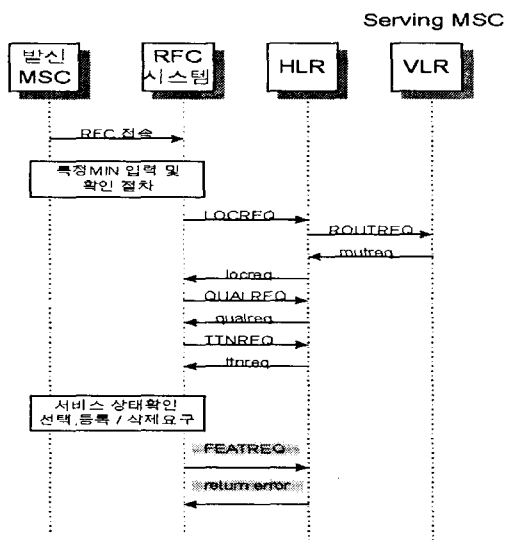 Serving MSC
발신
MSC
RFC
시스템
HLR
VLR
RFC 접속
특정MIN 입력 및
확인 절차
LOCREQ
ROUTREQ
routreq
locreq
QUALREQ
qualreq
TTNREQ
ttnreq
서비스 상태확인
선택,등록 / 삭제요구
FEATREQ
return error